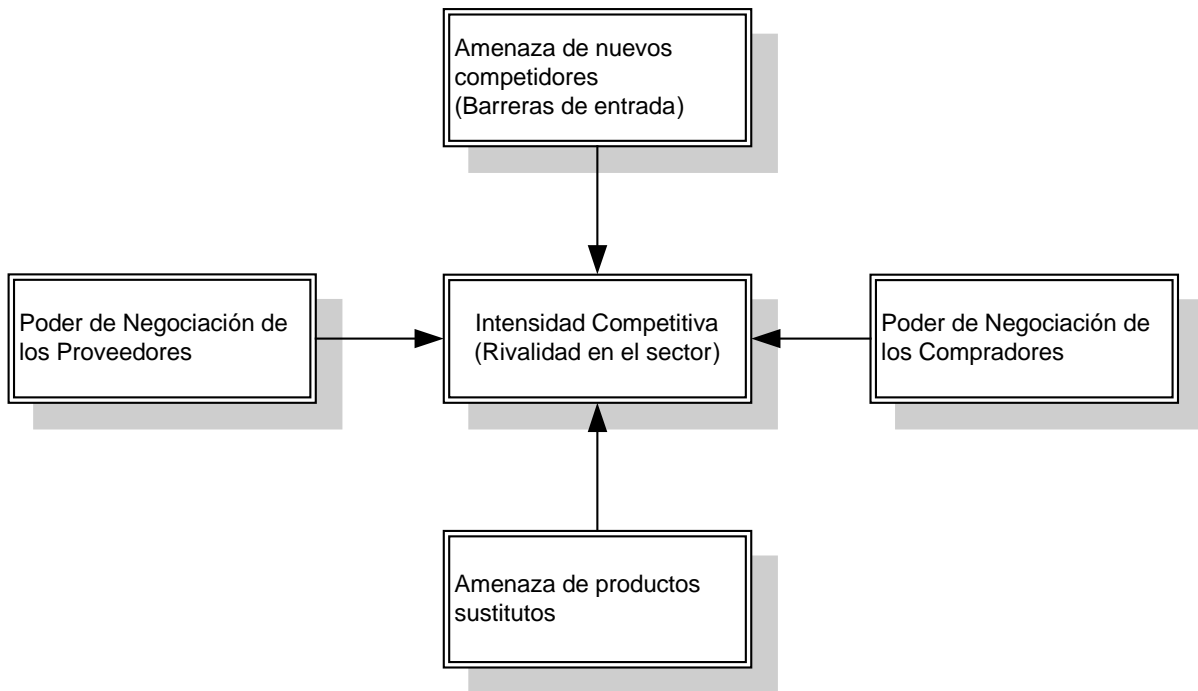 Amenaza de nuevos
competidores
(Barreras de entrada)
Poder de Negociación de
los Proveedores
Intensidad Competitiva
(Rivalidad en el sector)
Poder de Negociación de
los Compradores
Amenaza de productos
sustitutos